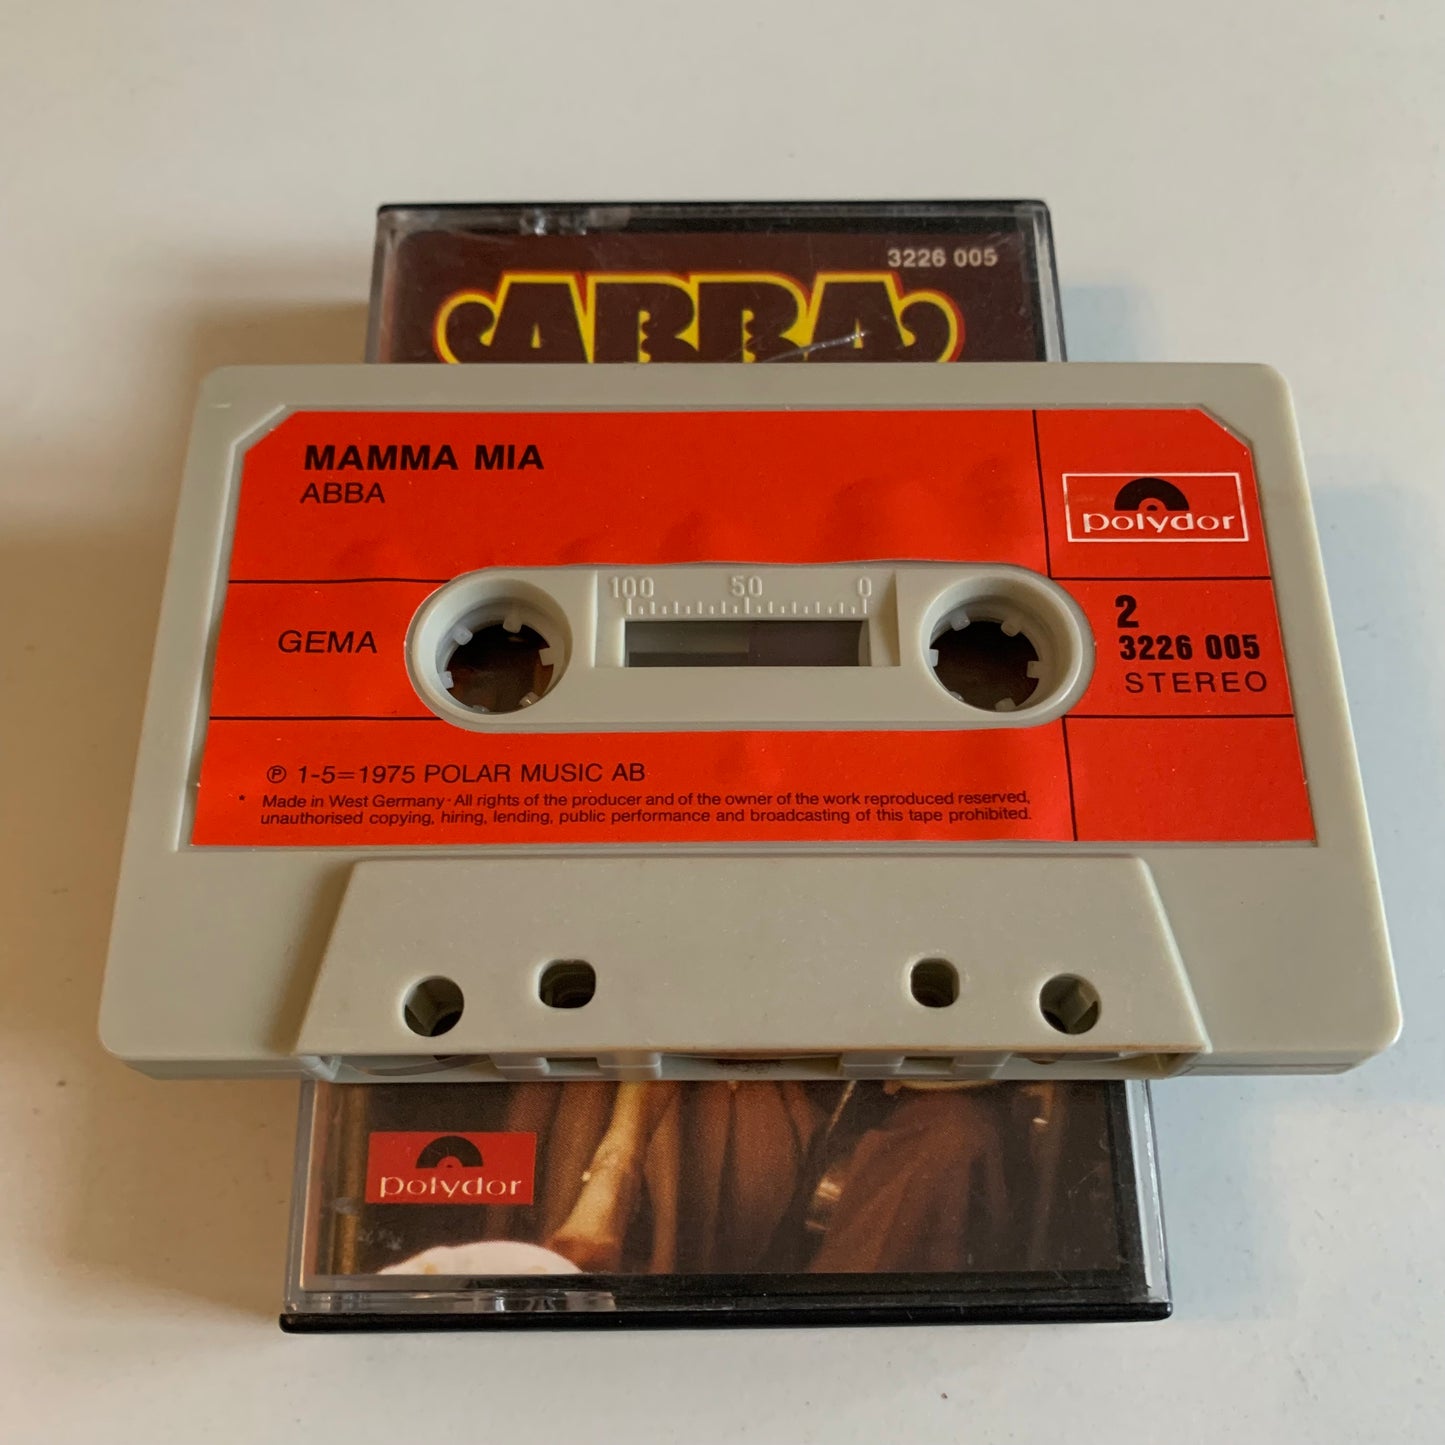 3226 005
ABBA
MAMMA MIA
ABBA
polydor
100 50 0
GEMA
2
3226 005
STEREO
℗ 1-5=1975 POLAR MUSIC AB
* Made in West Germany · All rights of the producer and of the owner of the work reproduced reserved,
unauthorised copying, hiring, lending, public performance and broadcasting of this tape prohibited.
polydor